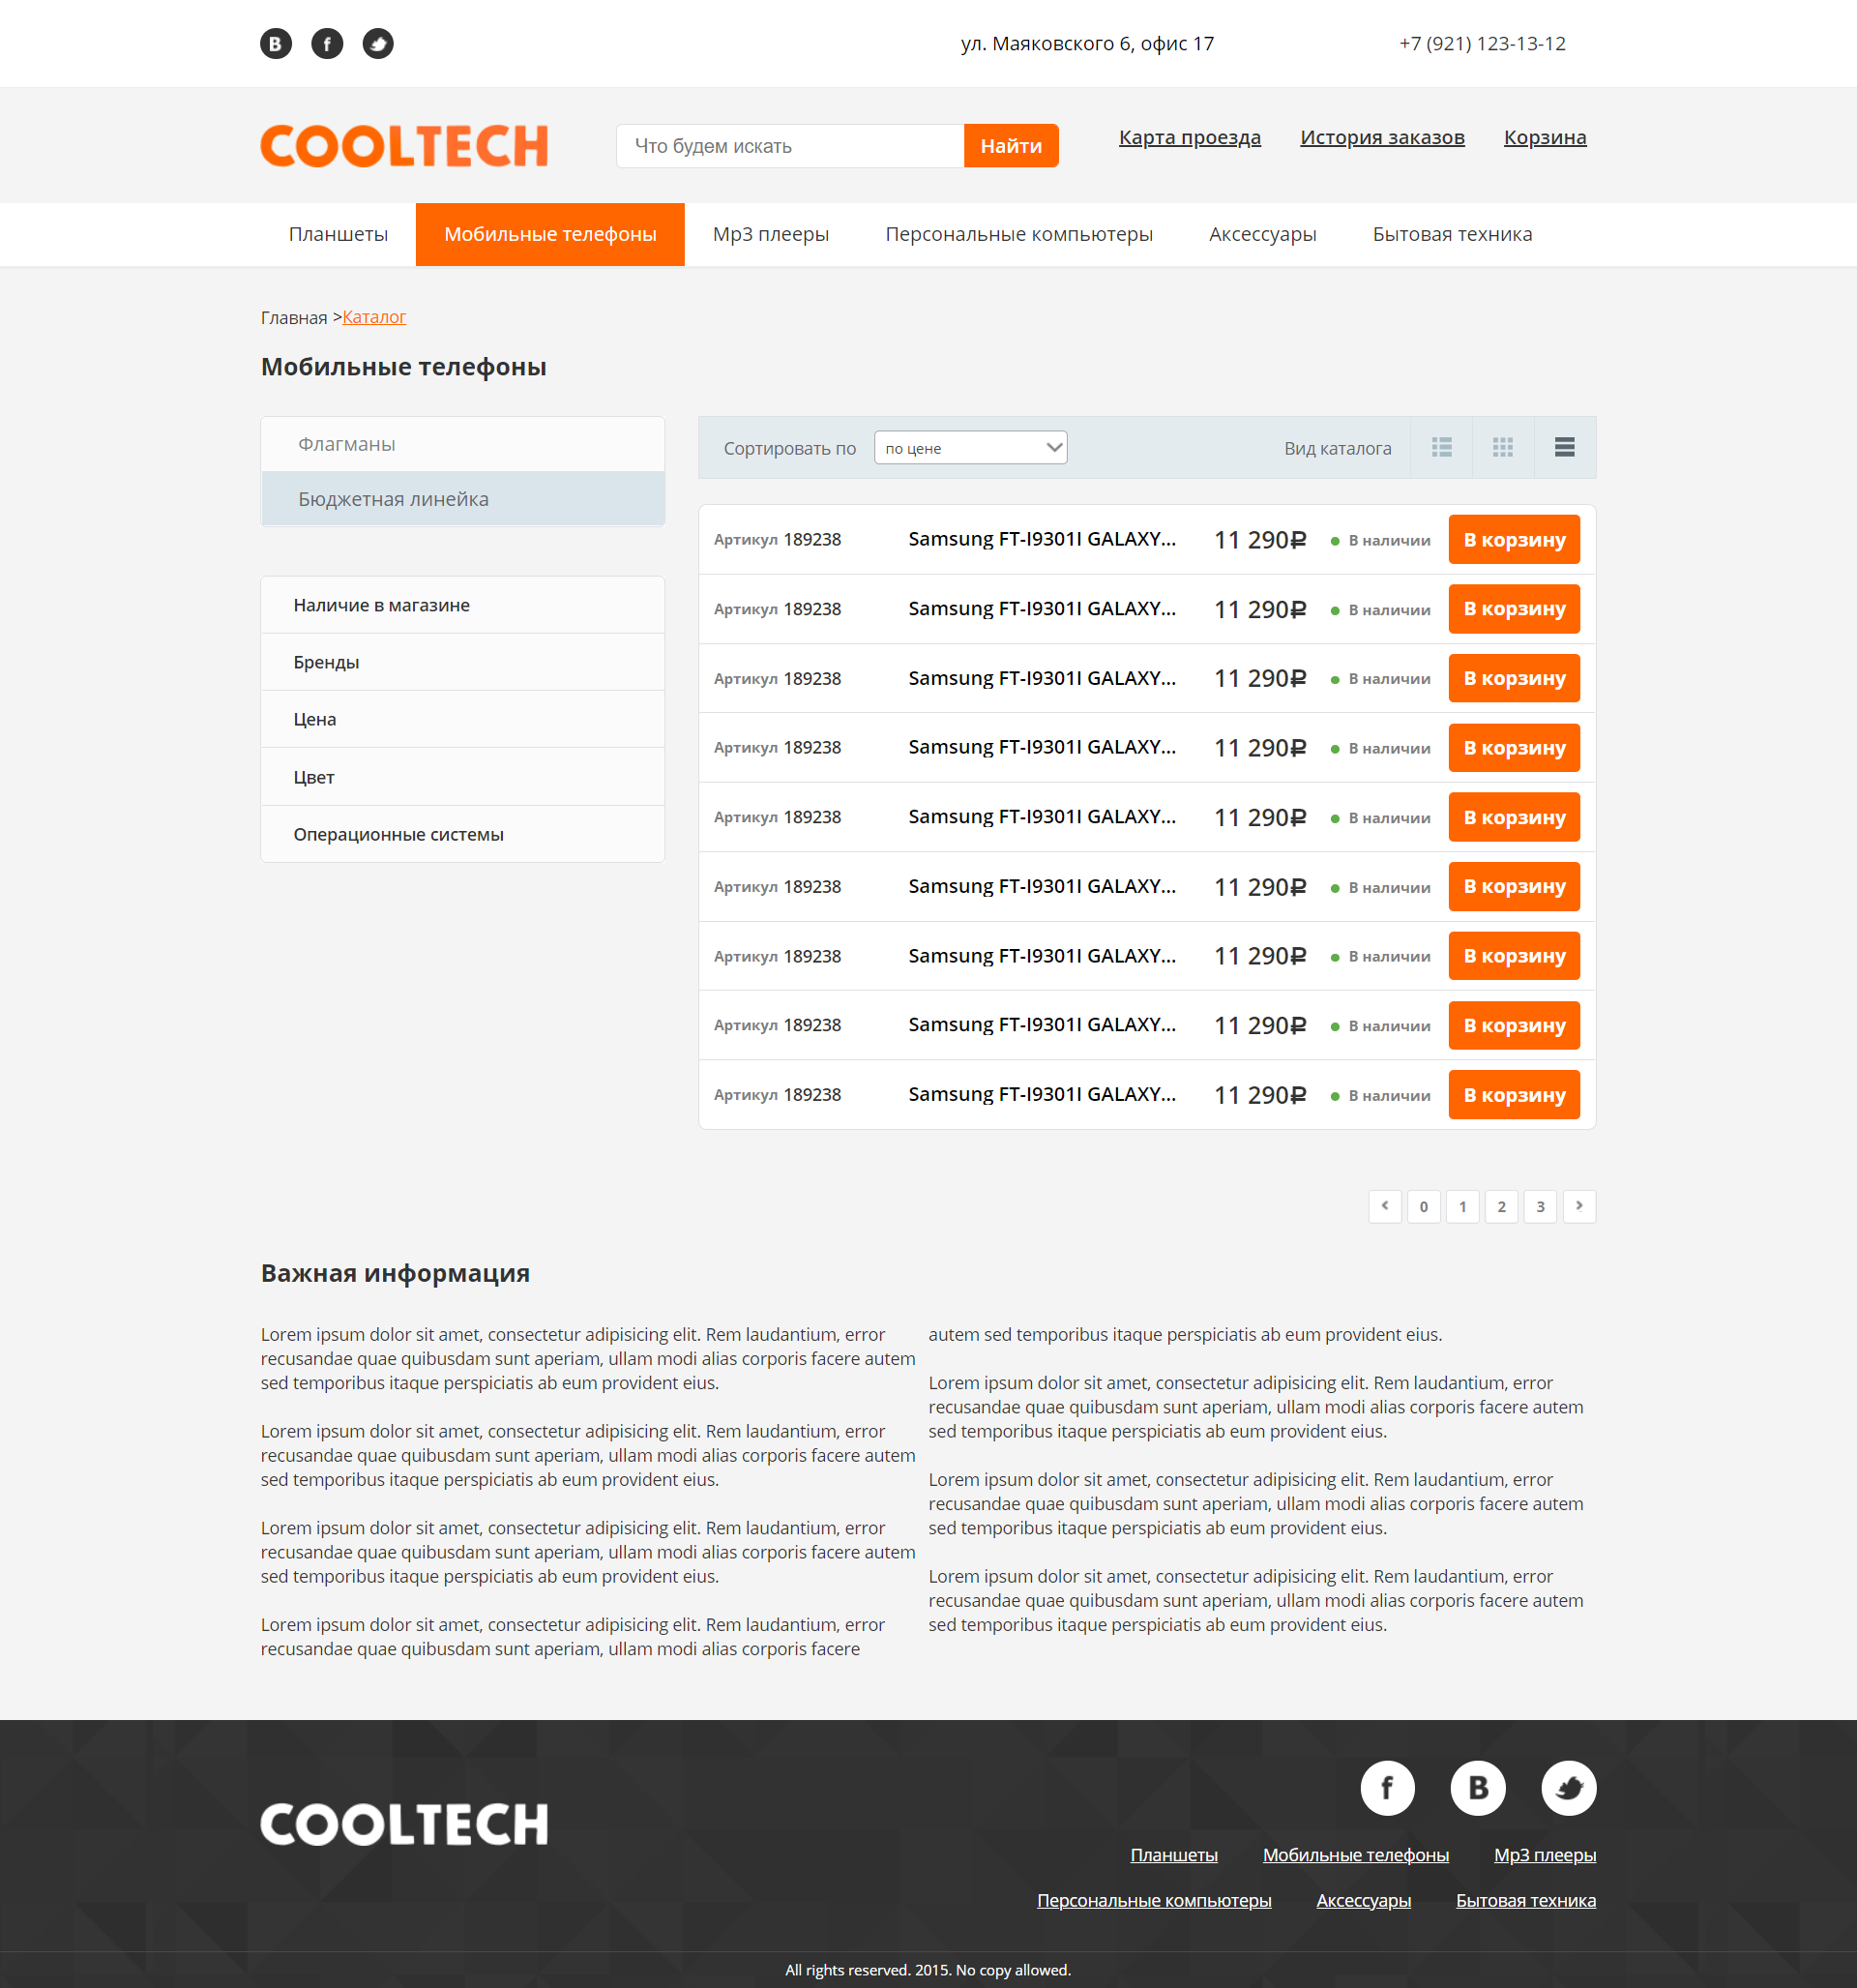 ул. Маяковского 6, офис 17
+7 (921) 123-13-12
COOLTECH
Что будем искать
Найти
Карта проезда
История заказов
Корзина
Планшеты
Мобильные телефоны
Mp3 плееры
Персональные компьютеры
Аксессуары
Бытовая техника
Главная >Каталог
Мобильные телефоны
Флагманы
Бюджетная линейка
Наличие в магазине
Бренды
Цена
Цвет
Операционные системы
Сортировать по
по цене
Вид каталога
Артикул 189238 Samsung FT-I9301I GALAXY... 11 290₽ В наличии В корзину
Артикул 189238 Samsung FT-I9301I GALAXY... 11 290₽ В наличии В корзину
Артикул 189238 Samsung FT-I9301I GALAXY... 11 290₽ В наличии В корзину
Артикул 189238 Samsung FT-I9301I GALAXY... 11 290₽ В наличии В корзину
Артикул 189238 Samsung FT-I9301I GALAXY... 11 290₽ В наличии В корзину
Артикул 189238 Samsung FT-I9301I GALAXY... 11 290₽ В наличии В корзину
Артикул 189238 Samsung FT-I9301I GALAXY... 11 290₽ В наличии В корзину
Артикул 189238 Samsung FT-I9301I GALAXY... 11 290₽ В наличии В корзину
Артикул 189238 Samsung FT-I9301I GALAXY... 11 290₽ В наличии В корзину
0 1 2 3
Важная информация
Lorem ipsum dolor sit amet, consectetur adipisicing elit. Rem laudantium, error
recusandae quae quibusdam sunt aperiam, ullam modi alias corporis facere autem
sed temporibus itaque perspiciatis ab eum provident eius.
Lorem ipsum dolor sit amet, consectetur adipisicing elit. Rem laudantium, error
recusandae quae quibusdam sunt aperiam, ullam modi alias corporis facere autem
sed temporibus itaque perspiciatis ab eum provident eius.
Lorem ipsum dolor sit amet, consectetur adipisicing elit. Rem laudantium, error
recusandae quae quibusdam sunt aperiam, ullam modi alias corporis facere autem
sed temporibus itaque perspiciatis ab eum provident eius.
Lorem ipsum dolor sit amet, consectetur adipisicing elit. Rem laudantium, error
recusandae quae quibusdam sunt aperiam, ullam modi alias corporis facere
autem sed temporibus itaque perspiciatis ab eum provident eius.
Lorem ipsum dolor sit amet, consectetur adipisicing elit. Rem laudantium, error
recusandae quae quibusdam sunt aperiam, ullam modi alias corporis facere autem
sed temporibus itaque perspiciatis ab eum provident eius.
Lorem ipsum dolor sit amet, consectetur adipisicing elit. Rem laudantium, error
recusandae quae quibusdam sunt aperiam, ullam modi alias corporis facere autem
sed temporibus itaque perspiciatis ab eum provident eius.
Lorem ipsum dolor sit amet, consectetur adipisicing elit. Rem laudantium, error
recusandae quae quibusdam sunt aperiam, ullam modi alias corporis facere autem
sed temporibus itaque perspiciatis ab eum provident eius.
COOLTECH
Планшеты
Мобильные телефоны
Mp3 плееры
Персональные компьютеры
Аксессуары
Бытовая техника
All rights reserved. 2015. No copy allowed.